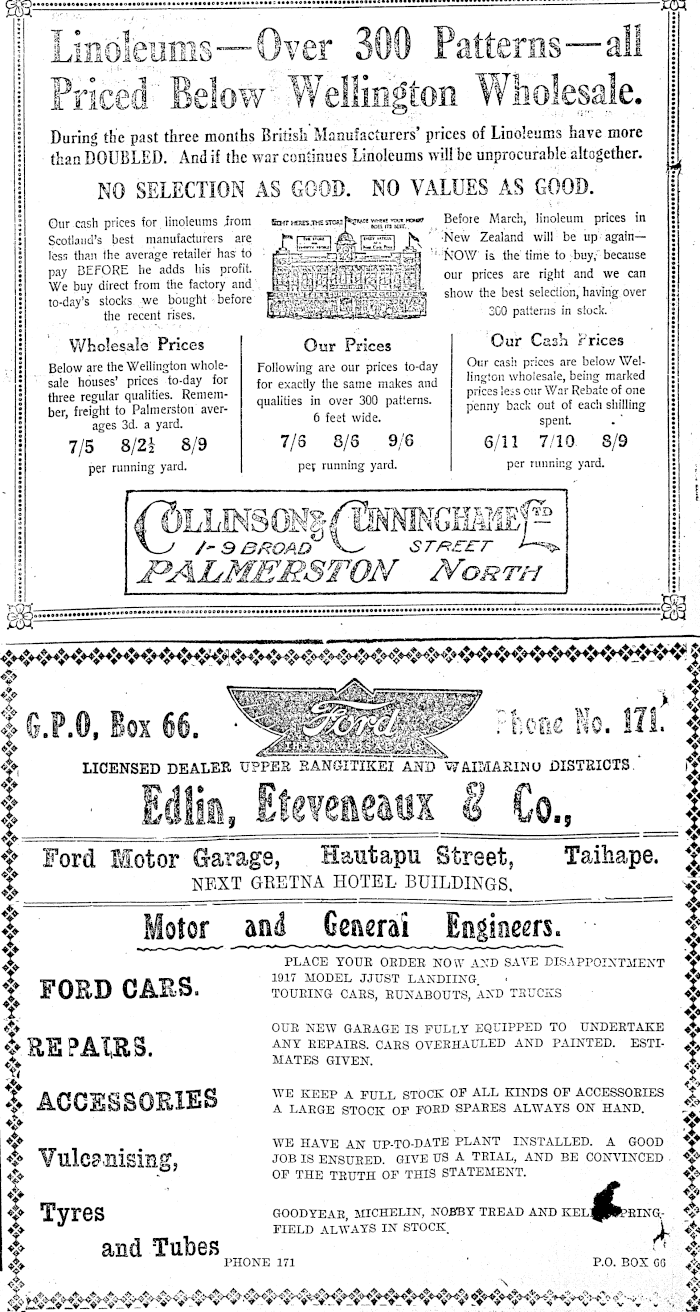 Linoleums—Over 300 Patterns—all
Priced Below Wellington Wholesale.
During the past three months British Manufacturers' prices of Linoleums have more
than DOUBLED. And if the war continues Linoleums will be unprocurable altogether.
NO SELECTION AS GOOD. NO VALUES AS GOOD.
Our cash prices for linoleums from
Scotland's best manufacturers are
less than the average retailer has to
pay BEFORE he adds his profit.
We buy direct from the factory and
to-day's stocks we bought before
the recent rises.
HERE'S THE STORE
TRADE WHERE YOUR MONEY
DOES ITS BEST.
Before March, linoleum prices in
New Zealand will be up again—
NOW is the time to buy, because
our prices are right and we can
show the best selection, having over
300 patterns in stock.
Wholesale Prices
Below are the Wellington whole-
sale houses' prices to-day for
three regular qualities. Remem-
ber, freight to Palmerston aver-
ages 3d. a yard.
7/5 8/2½ 8/9
per running yard.
Our Prices
Following are our prices to-day
for exactly the same makes and
qualities in over 300 patterns.
6 feet wide.
7/6 8/6 9/6
per running yard.
Our Cash Prices
Our cash prices are below Wel-
lington wholesale, being marked
prices less our War Rebate of one
penny back out of each shilling
spent.
6/11 7/10 8/9
per running yard.
COLLINSON & CUNNINGHAME LTD
1-9 BROAD STREET
PALMERSTON NORTH
G.P.O, Box 66.
Ford
THE UNIVERSAL CAR
Phone No. 171.
LICENSED DEALER UPPER RANGITIKEI AND WAIMARINO DISTRICTS.
Edlin, Eteveneaux & Co.,
Ford Motor Garage, Hautapu Street, Taihape.
NEXT GRETNA HOTEL BUILDINGS.
Motor and General Engineers.
FORD CARS.
PLACE YOUR ORDER NOW AND SAVE DISAPPOINTMENT
1917 MODEL JJUST LANDIING.
TOURING CARS, RUNABOUTS, AND TRUCKS
REPAIRS.
OUR NEW GARAGE IS FULLY EQUIPPED TO UNDERTAKE
ANY REPAIRS. CARS OVERHAULED AND PAINTED. ESTI-
MATES GIVEN.
ACCESSORIES
WE KEEP A FULL STOCK OF ALL KINDS OF ACCESSORIES
A LARGE STOCK OF FORD SPARES ALWAYS ON HAND.
Vulcanising,
WE HAVE AN UP-TO-DATE PLANT INSTALLED. A GOOD
JOB IS ENSURED. GIVE US A TRIAL, AND BE CONVINCED
OF THE TRUTH OF THIS STATEMENT.
Tyres
and Tubes
GOODYEAR, MICHELIN, NOBBY TREAD AND KELLY SPRING-
FIELD ALWAYS IN STOCK.
PHONE 171 P.O. BOX 66